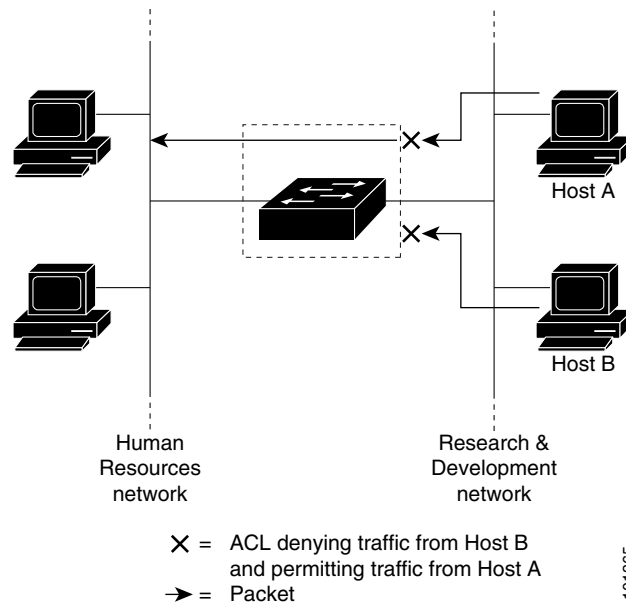 Host A
Host B
Human
Resources
network
Research &
Development
network
X = ACL denying traffic from Host B
and permitting traffic from Host A
➔ = Packet